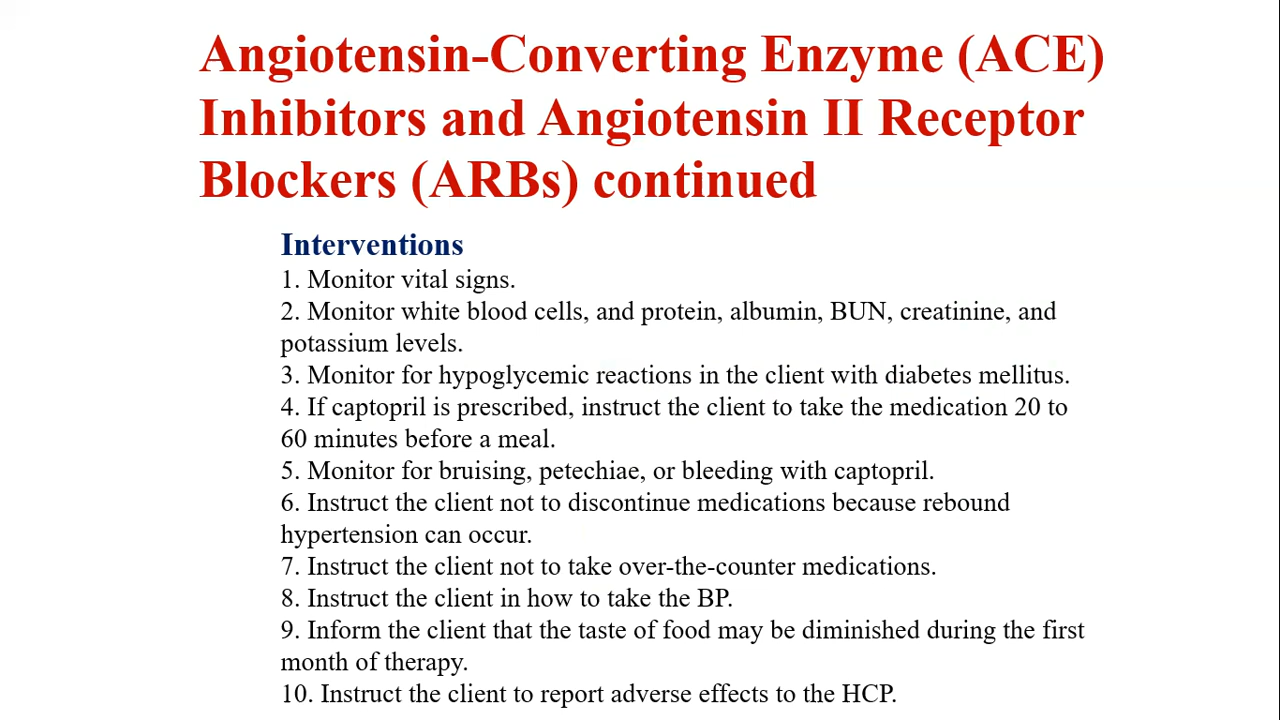 Angiotensin-Converting Enzyme (ACE)
Inhibitors and Angiotensin II Receptor
Blockers (ARBs) continued
Interventions
1. Monitor vital signs.
2. Monitor white blood cells, and protein, albumin, BUN, creatinine, and
potassium levels.
3. Monitor for hypoglycemic reactions in the client with diabetes mellitus.
4. If captopril is prescribed, instruct the client to take the medication 20 to
60 minutes before a meal.
5. Monitor for bruising, petechiae, or bleeding with captopril.
6. Instruct the client not to discontinue medications because rebound
hypertension can occur.
7. Instruct the client not to take over-the-counter medications.
8. Instruct the client in how to take the BP.
9. Inform the client that the taste of food may be diminished during the first
month of therapy.
10. Instruct the client to report adverse effects to the HCP.